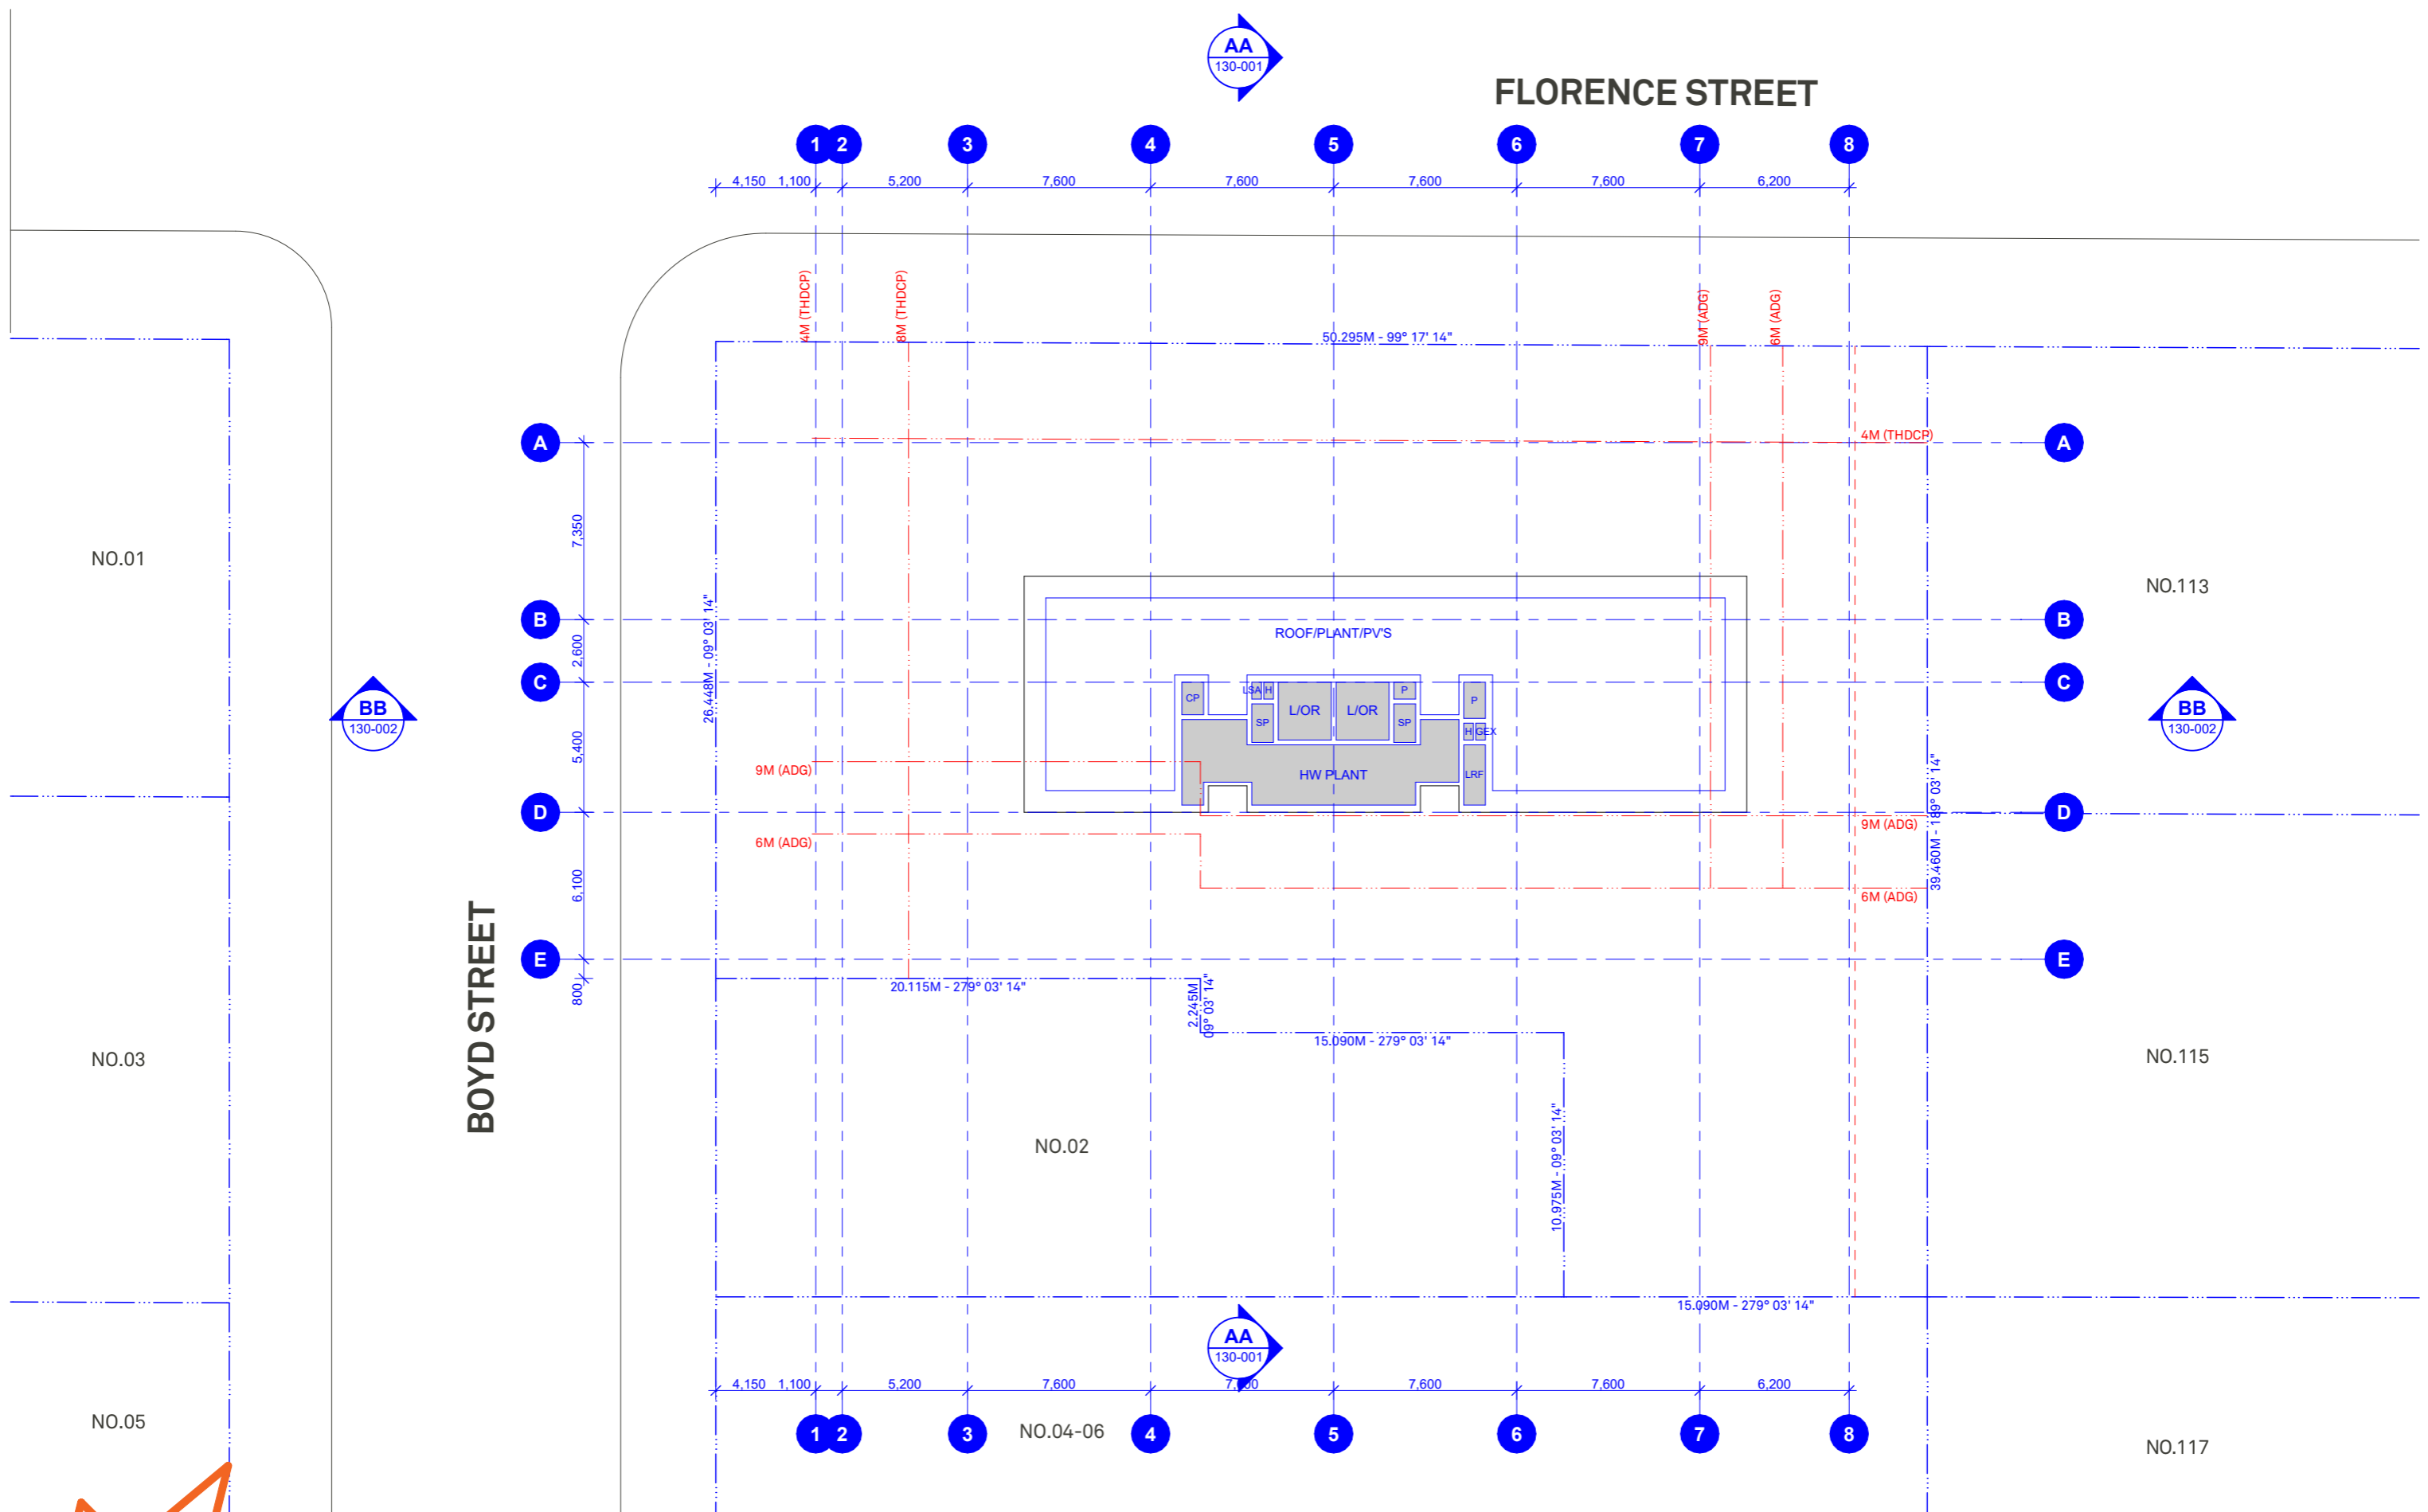 AA
130-001
FLORENCE STREET
1 2 3 4 5 6 7 8
4,150 1,100 5,200 7,600 7,600 7,600 7,600 6,200
4M (THDCP)
8M (THDCP)
9M (ADG)
6M (ADG)
50.295M - 99° 17' 14"
A
4M (THDCP)
A
7,350
NO.01
NO.113
26.448M - 09° 03' 14"
B
ROOF/PLANT/PV'S
B
2,600
C
C
CP
LSA H
L/OR
L/OR
P
P
SP
SP
H GEX
BB
130-002
BB
130-002
5,400
9M (ADG)
HW PLANT
LRF
39.460M - 189° 03' 14"
D
9M (ADG)
D
6M (ADG)
6,100
6M (ADG)
BOYD STREET
E
E
800
20.115M - 279° 03' 14"
2.245M
09° 03' 14"
15.090M - 279° 03' 14"
NO.03
NO.115
NO.02
10.975M - 09° 03' 14"
15.090M - 279° 03' 14"
AA
130-001
4,150 1,100 5,200 7,600 7,600 7,600 7,600 6,200
NO.05
1 2 3 NO.04-06 4 5 6 7 8
NO.117